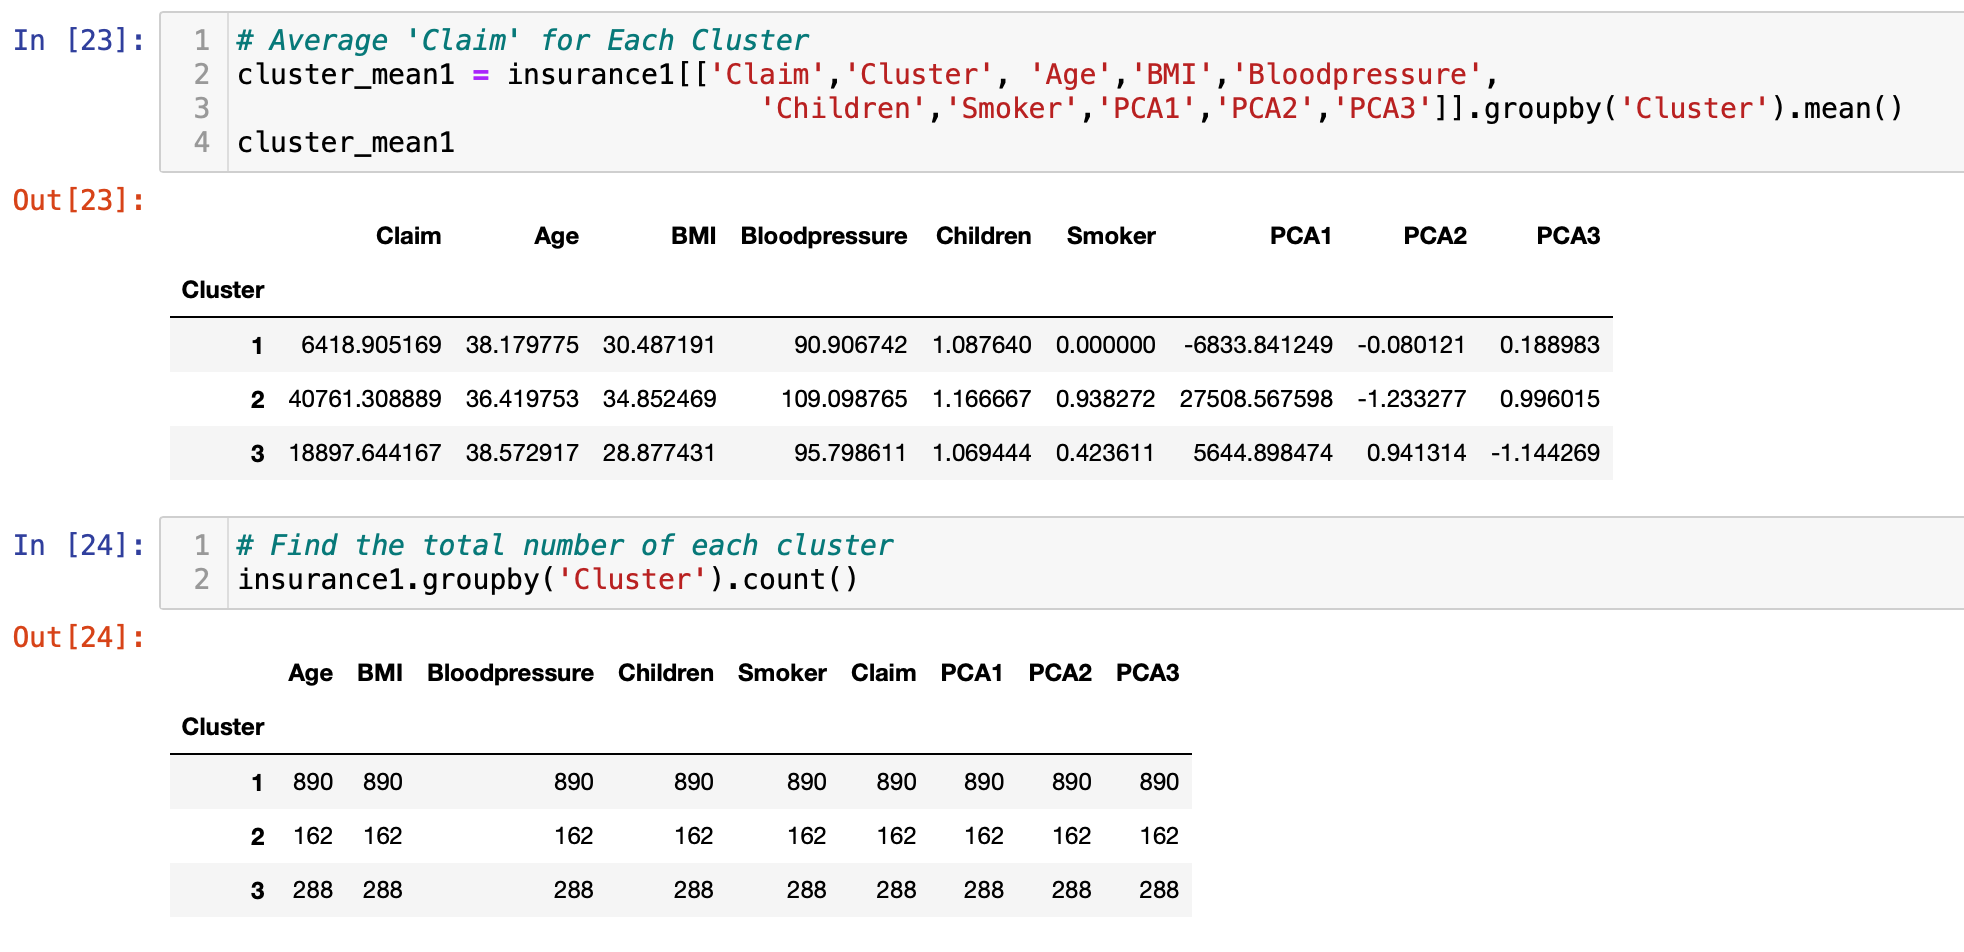 In [23]:
1 # Average 'Claim' for Each Cluster
2 cluster_mean1 = insurance1[['Claim','Cluster', 'Age','BMI','Bloodpressure',
3 'Children','Smoker','PCA1','PCA2','PCA3']].groupby('Cluster').mean()
4 cluster_mean1
Out[23]:
Claim Age BMI Bloodpressure Children Smoker PCA1 PCA2 PCA3
Cluster
1 6418.905169 38.179775 30.487191 90.906742 1.087640 0.000000 -6833.841249 -0.080121 0.188983
2 40761.308889 36.419753 34.852469 109.098765 1.166667 0.938272 27508.567598 -1.233277 0.996015
3 18897.644167 38.572917 28.877431 95.798611 1.069444 0.423611 5644.898474 0.941314 -1.144269
In [24]:
1 # Find the total number of each cluster
2 insurance1.groupby('Cluster').count()
Out[24]:
Age BMI Bloodpressure Children Smoker Claim PCA1 PCA2 PCA3
Cluster
1 890 890 890 890 890 890 890 890 890
2 162 162 162 162 162 162 162 162 162
3 288 288 288 288 288 288 288 288 288